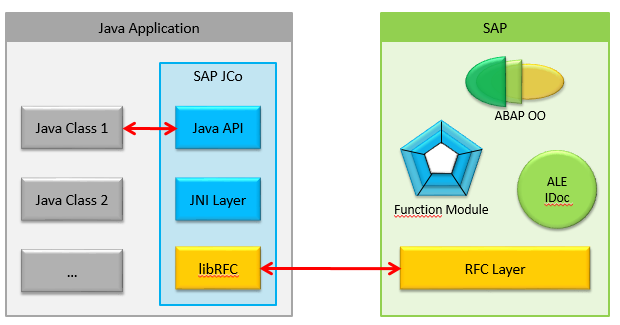 Java Application
SAP JCo
Java Class 1
Java API
Java Class 2
JNI Layer
...
libRFC
SAP
ABAP OO
Function Module
ALE
IDoc
RFC Layer